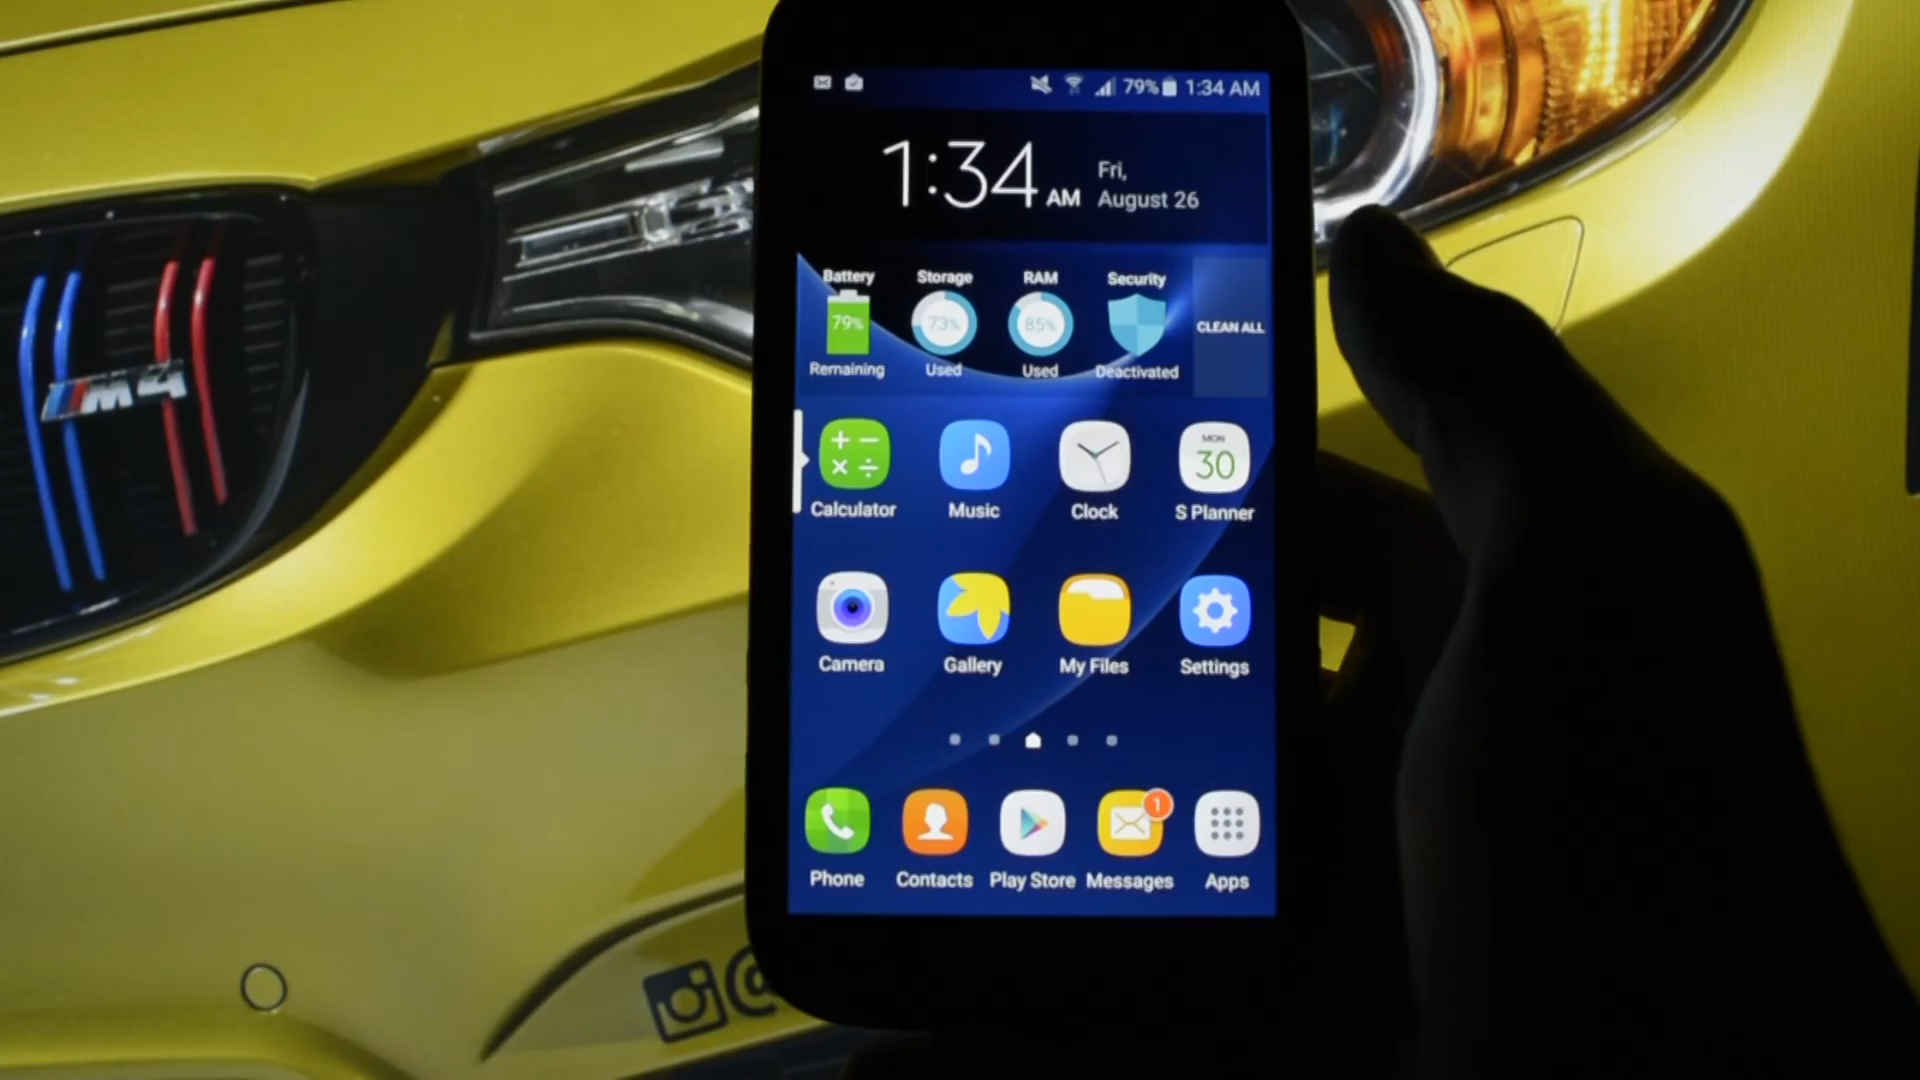 79% 1:34 AM
1:34 AM
Fri,
August 26
Battery Storage RAM Security
79% 73% 85% CLEAN ALL
Remaining Used Used Deactivated
MON
30
Calculator Music Clock S Planner
Camera Gallery My Files Settings
1
Phone Contacts Play Store Messages Apps
M4
@